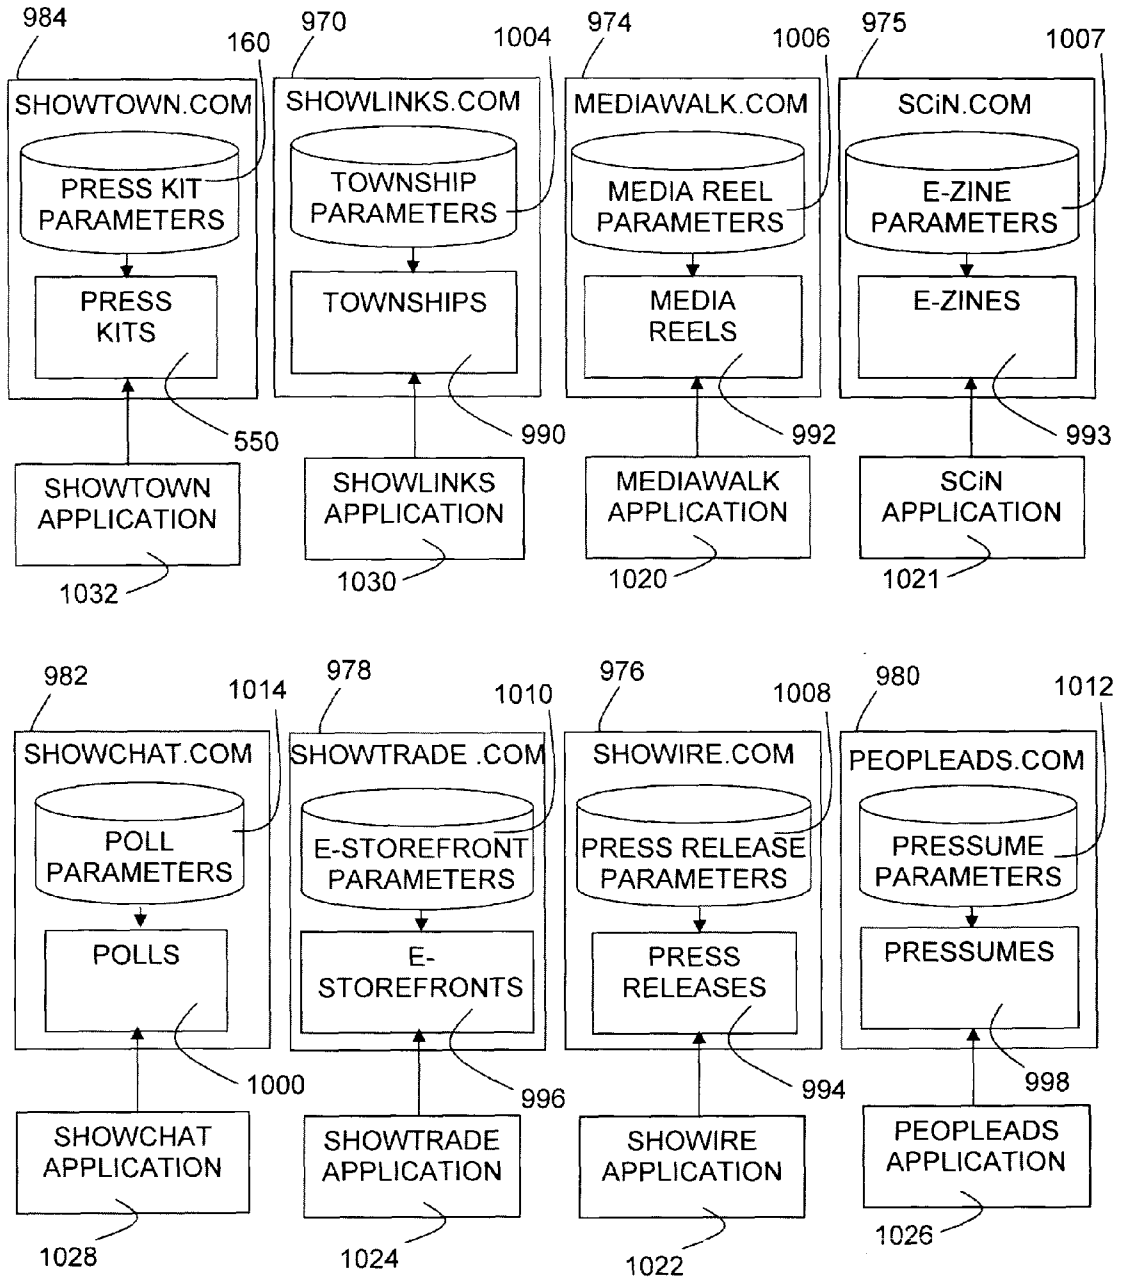 984
160
SHOWTOWN.COM
PRESS KIT
PARAMETERS
PRESS
KITS
550
SHOWTOWN
APPLICATION
1032
970
1004
SHOWLINKS.COM
TOWNSHIP
PARAMETERS
TOWNSHIPS
990
SHOWLINKS
APPLICATION
1030
974
1006
MEDIAWALK.COM
MEDIA REEL
PARAMETERS
MEDIA
REELS
992
MEDIAWALK
APPLICATION
1020
975
1007
SCiN.COM
E-ZINE
PARAMETERS
E-ZINES
993
SCiN
APPLICATION
1021
982
1014
SHOWCHAT.COM
POLL
PARAMETERS
POLLS
1000
SHOWCHAT
APPLICATION
1028
978
1010
SHOWTRADE .COM
E-STOREFRONT
PARAMETERS
E-
STOREFRONTS
996
SHOWTRADE
APPLICATION
1024
976
1008
SHOWIRE.COM
PRESS RELEASE
PARAMETERS
PRESS
RELEASES
994
SHOWIRE
APPLICATION
1022
980
1012
PEOPLEADS.COM
PRESSUME
PARAMETERS
PRESSUMES
998
PEOPLEADS
APPLICATION
1026